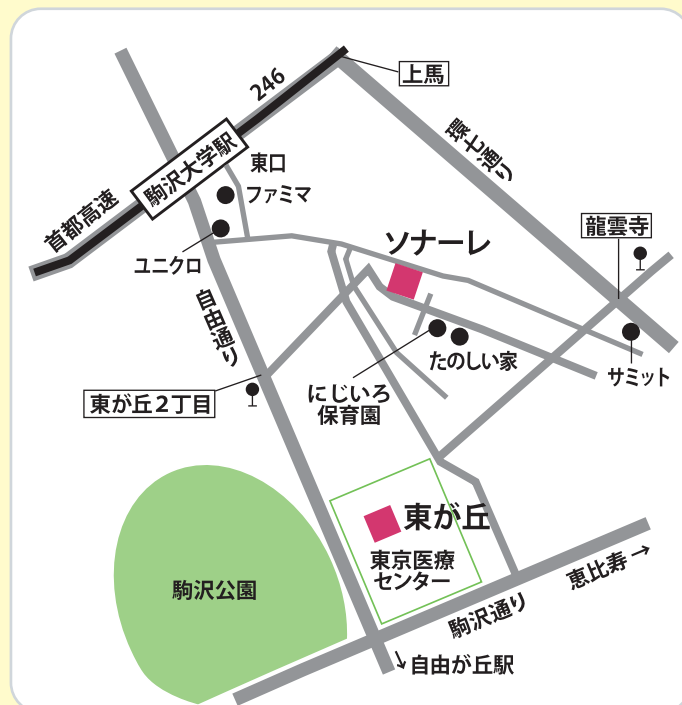 上馬
246
環七通り
駒沢大学駅
東口
ファミマ
首都高速
ユニクロ
ソナーレ
龍雲寺
自由通り
たのしい家
サミット
にじいろ
保育園
東が丘２丁目
東が丘
東京医療
センター
駒沢公園
恵比寿→
駒沢通り
↓自由が丘駅